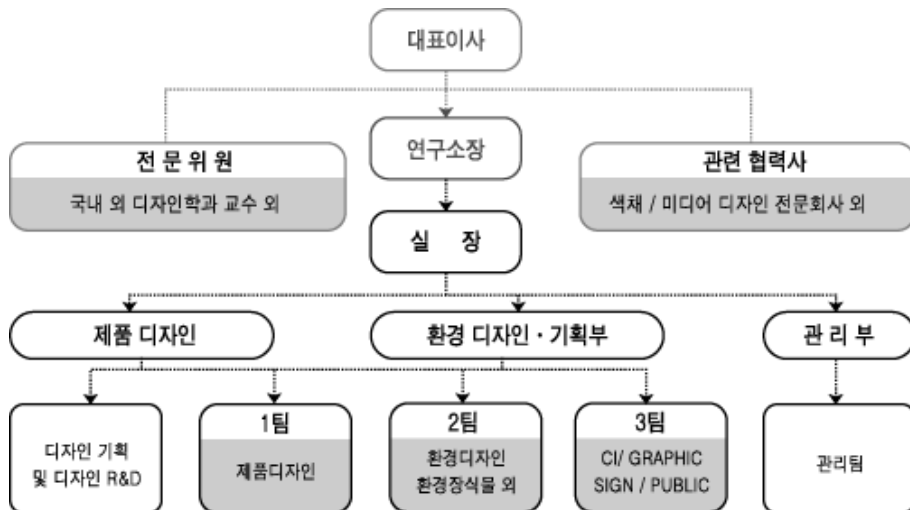 대표이사
연구소장
전 문 위 원
국내 외 디자인학과 교수 외
관련 협력사
색채 / 미디어 디자인 전문회사 외
실 장
제품 디자인
환경 디자인 · 기획부
관 리 부
디자인 기획
및 디자인 R&D
1팀
제품디자인
2팀
환경디자인
환경장식물 외
3팀
CI/ GRAPHIC
SIGN / PUBLIC
관리팀